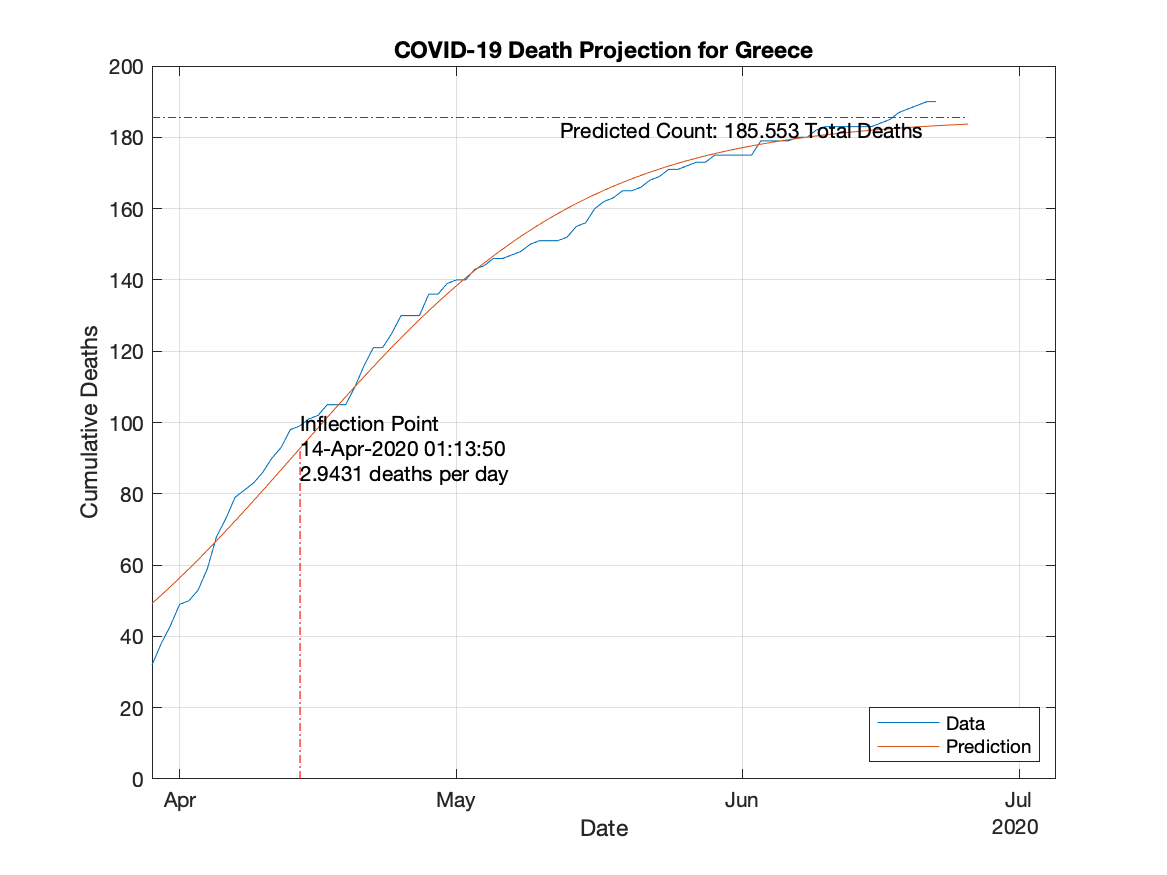 COVID-19 Death Projection for Greece
200
180
160
140
120
100
80
60
40
20
0
Cumulative Deaths
Predicted Count: 185.553 Total Deaths
Inflection Point
14-Apr-2020 01:13:50
2.9431 deaths per day
Data
Prediction
Apr May Jun Jul
2020
Date